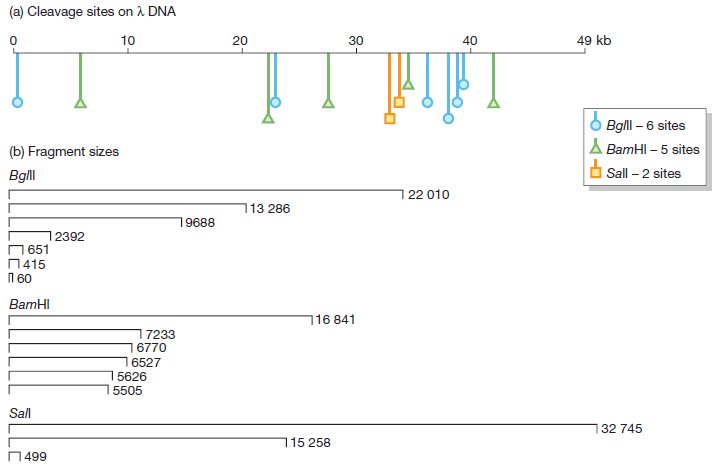 (a) Cleavage sites on λ DNA
0 10 20 30 40 49 kb
BglII – 6 sites
BamHI – 5 sites
SalI – 2 sites
(b) Fragment sizes
BglII
22 010
13 286
9688
2392
651
415
60
BamHI
16 841
7233
6770
6527
5626
5505
SalI
32 745
15 258
499